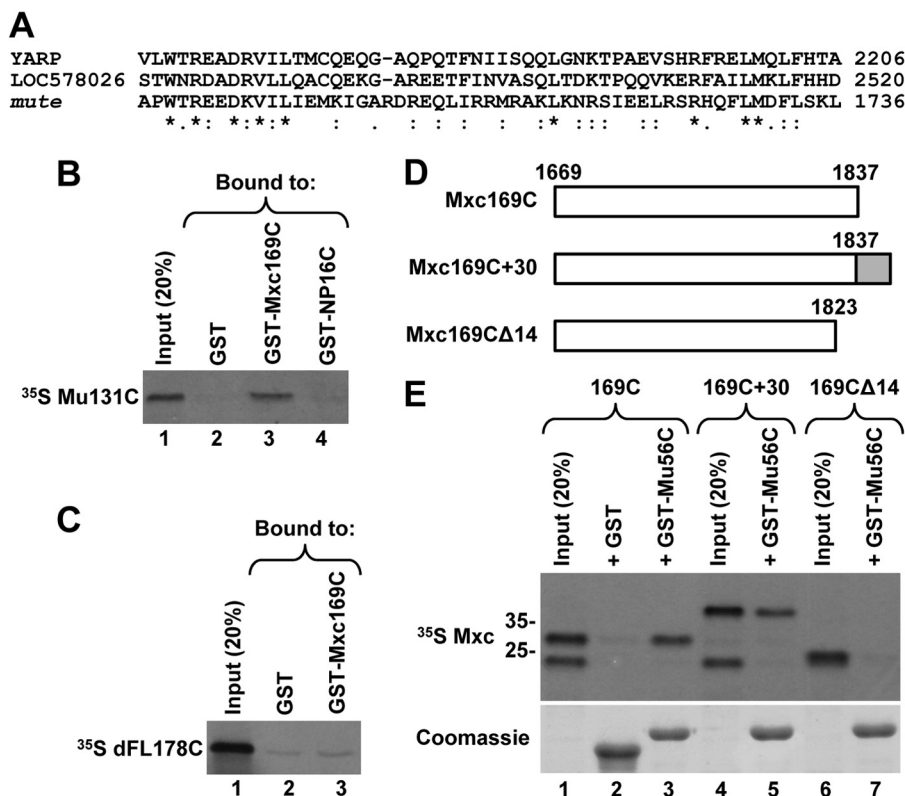 A
YARP VLWTREADRVILTMCQEQG-AQPQTFNIISQQLGNKTPAEVSHRFRELMQLFHTA 2206
LOC578026 STWNRDADRVLLQACQEKG-AREETFINVASQLTDKTPQQVKERFAILMKLFHHD 2520
mute APWTREEDKVILIEMKIGARDREQLIRRMRAKLKNRSIEELRSRHQFLMDFLSKL 1736
*.*: *:*:* : . : : : : *:::: :: *. **.::
B
Bound to:
Input (20%)
GST
GST-Mxc169C
GST-NP16C
35S Mu131C
1 2 3 4
C
Bound to:
Input (20%)
GST
GST-Mxc169C
35S dFL178C
1 2 3
D
1669 1837
Mxc169C
1837
Mxc169C+30
1823
Mxc169CΔ14
E
169C 169C+30 169CΔ14
Input (20%)
+ GST
+ GST-Mu56C
Input (20%)
+ GST-Mu56C
Input (20%)
+ GST-Mu56C
35-
35S Mxc
25-
Coomassie
1 2 3 4 5 6 7